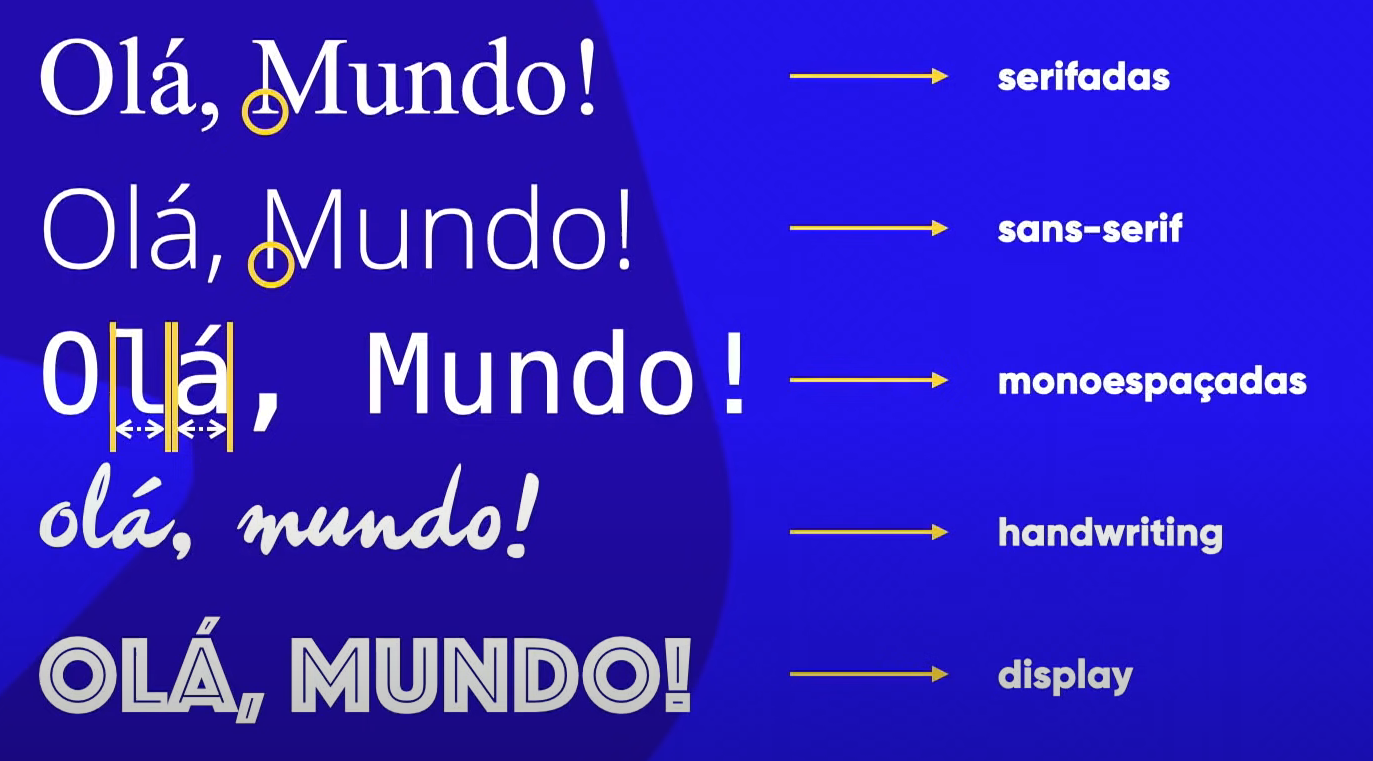 Olá, Mundo! serifadas
Olá, Mundo! sans-serif
Olá, Mundo! monoespaçadas
olá, mundo! handwriting
OLÁ, MUNDO! display